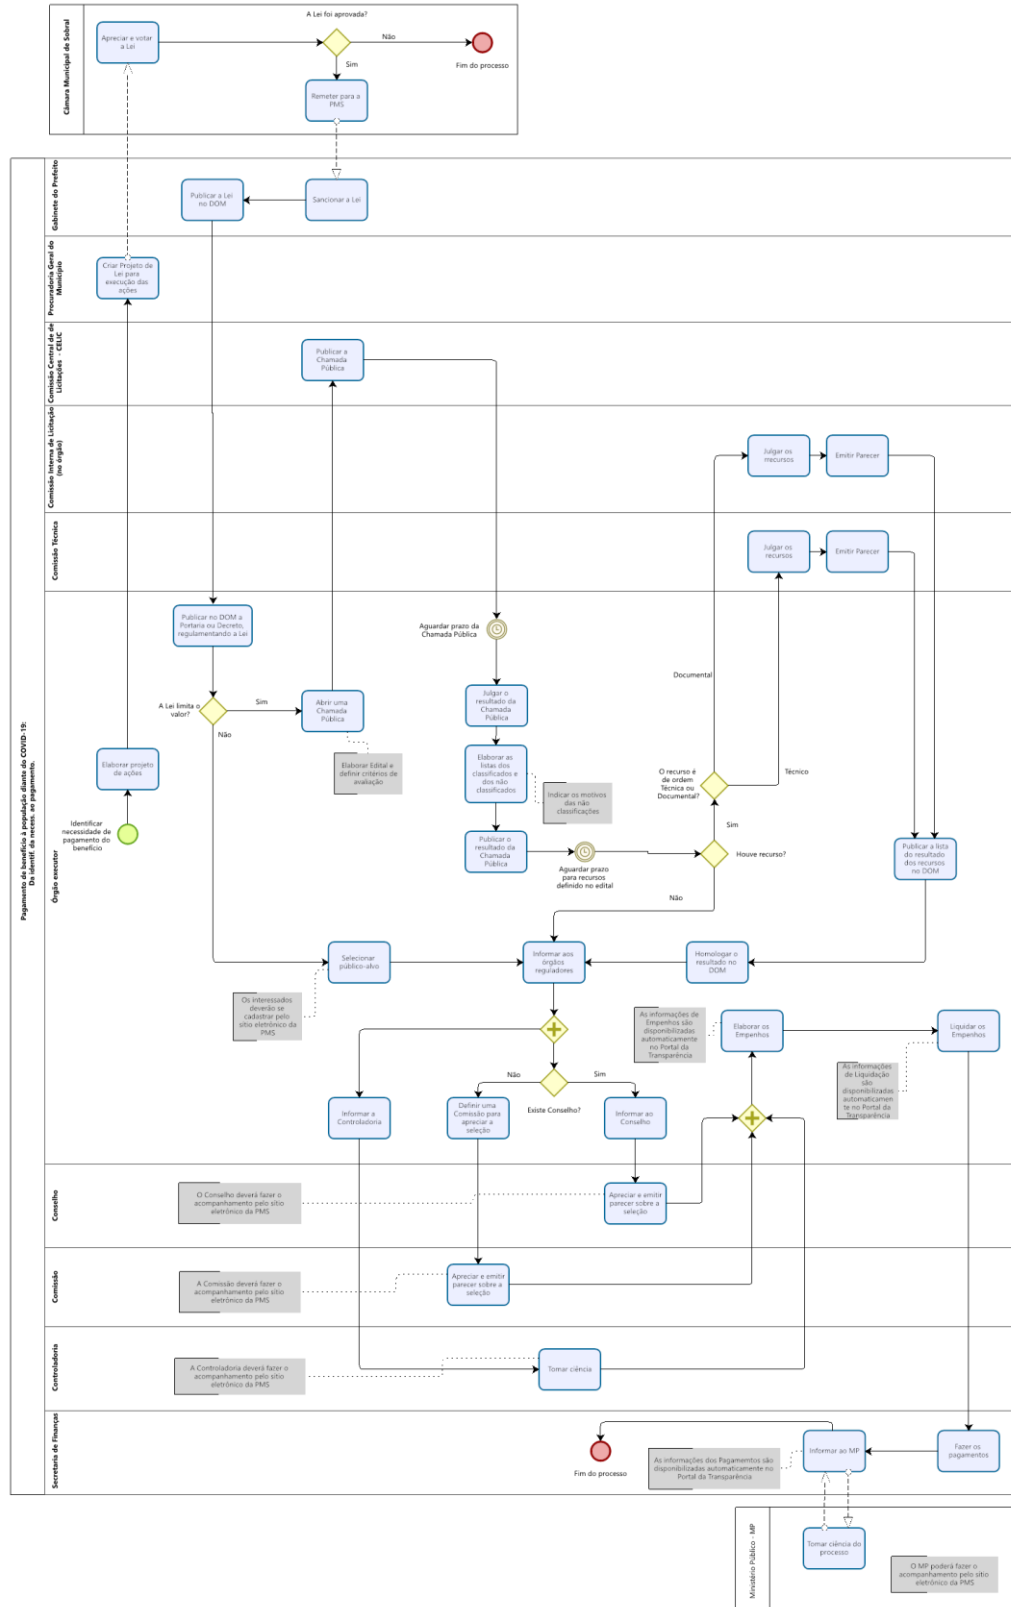 Câmara Municipal de Sobral
A Lei foi aprovada?
Apreciar e votar
a Lei
Não
Fim do processo
Sim
Remeter para a
PMS
Pagamento de benefício à população diante do COVID-19:
Da identif. da necess. ao pagamento.
Gabinete do Prefeito
Publicar a Lei
no DOM
Sancionar a Lei
Procuradoria Geral do
Município
Criar Projeto de
Lei para
execução das
ações
Comissão Central de de
Licitações - CELIC
Publicar a
Chamada
Pública
Comissão Interna de Licitação
(no órgão)
Julgar os
recursos
Emitir Parecer
Comissão Técnica
Julgar os
recursos
Emitir Parecer
Órgão executor
Publicar no DOM a
Portaria ou Decreto,
regulamentando a Lei
Aguardar prazo da
Chamada Pública
Documental
A Lei limita o
valor?
Sim
Não
Abrir uma
Chamada
Pública
Julgar o
resultado da
Chamada
Pública
Elaborar projeto
de ações
Elaborar Edital e
definir critérios de
avaliação
Elaborar as
listas dos
classificados e
dos não
classificados
Indicar os motivos
das não
classificações
O recurso é
de ordem
Técnica ou
Documental?
Técnico
Identificar
necessidade de
pagamento do
benefício
Publicar o
resultado da
Chamada
Pública
Aguardar prazo
para recursos
definido no edital
Sim
Houve recurso?
Não
Publicar a lista
do resultado
dos recursos
no DOM
Selecionar
público-alvo
Informar aos
órgãos
reguladores
Homologar o
resultado no
DOM
Os interessados
deverão se
cadastrar pelo
sítio eletrônico da
PMS
As informações de
Empenhos são
disponibilizadas
automaticamente
no Portal da
Transparência
Elaborar os
Empenhos
Liquidar os
Empenhos
As informações
de Liquidação
são
disponibilizadas
automaticamen
te no Portal da
Transparência
Não
Sim
Existe Conselho?
Informar a
Controladoria
Definir uma
Comissão para
apreciar a
seleção
Informar ao
Conselho
Conselho
O Conselho deverá fazer o
acompanhamento pelo sítio
eletrônico da PMS
Apreciar e emitir
parecer sobre a
seleção
Comissão
A Comissão deverá fazer o
acompanhamento pelo sítio
eletrônico da PMS
Apreciar e emitir
parecer sobre a
seleção
Controladoria
A Controladoria deverá fazer o
acompanhamento pelo sítio
eletrônico da PMS
Tomar ciência
Secretaria de Finanças
Fim do processo
As informações dos Pagamentos são
disponibilizadas automaticamente no
Portal da Transparência
Informar ao MP
Fazer os
pagamentos
Ministério Público - MP
Tomar ciência do
processo
O MP poderá fazer o
acompanhamento pelo sítio
eletrônico da PMS